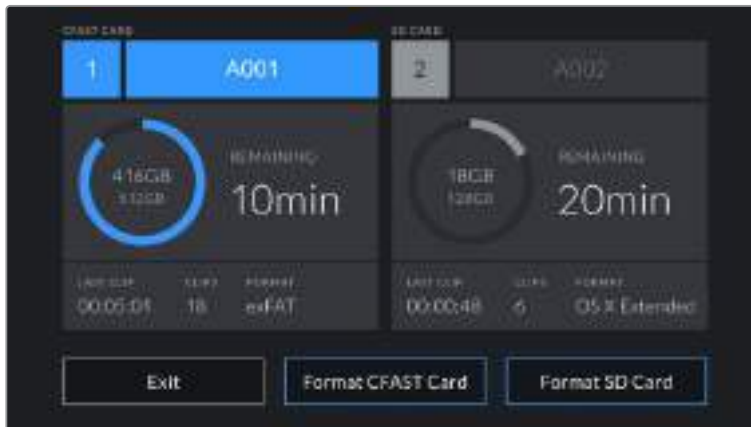 CFAST CARD
SD CARD
1
A001
2
A002
416GB
512GB
REMAINING
10min
18GB
128GB
REMAINING
20min
LAST CLIP
CLIPS
FORMAT
00:05:01
18
exFAT
LAST CLIP
CLIPS
FORMAT
00:00:48
6
OS X Extended
Exit
Format CFAST Card
Format SD Card